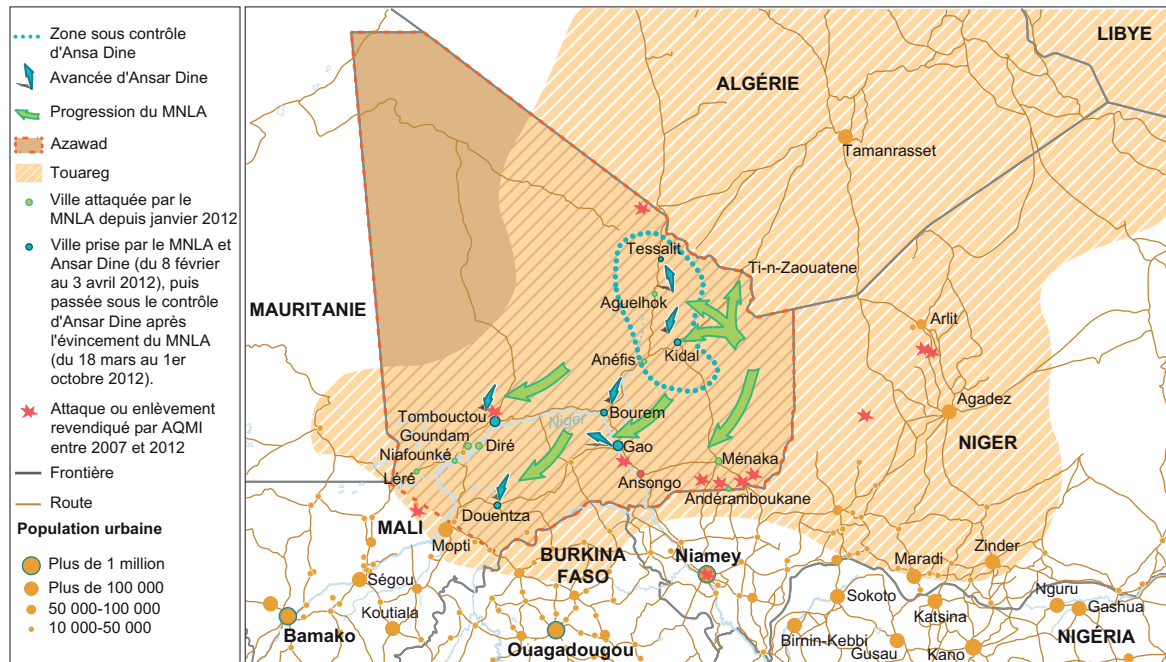 Zone sous contrôle
d'Ansa Dine
Avancée d'Ansar Dine
Progression du MNLA
Azawad
Touareg
Ville attaquée par le
MNLA depuis janvier 2012
Ville prise par le MNLA et
Ansar Dine (du 8 février
au 3 avril 2012), puis
passée sous le contrôle
d'Ansar Dine après
l'évincement du MNLA
(du 18 mars au 1er
octobre 2012).
Attaque ou enlèvement
revendiqué par AQMI
entre 2007 et 2012
Frontière
Route
Population urbaine
Plus de 1 million
Plus de 100 000
50 000-100 000
10 000-50 000
LIBYE
ALGÉRIE
Tamanrasset
Tessalit
Ti-n-Zaouatene
Aguelhok
MAURITANIE
Arlit
Kidal
Anéfis
Agadez
Tombouctou
Niger
Bourem
Goundam
Diré
Gao
NIGER
Niafounké
Ménaka
Léré
Ansongo
Andéramboukane
Douentza
MALI
Mopti
BURKINA
FASO
Niamey
Zinder
Maradi
Ségou
Sokoto
Nguru
Koutiala
Katsina
Gashua
Bamako
Birnin-Kebbi
NIGÉRIA
Ouagadougou
Gusau
Kano